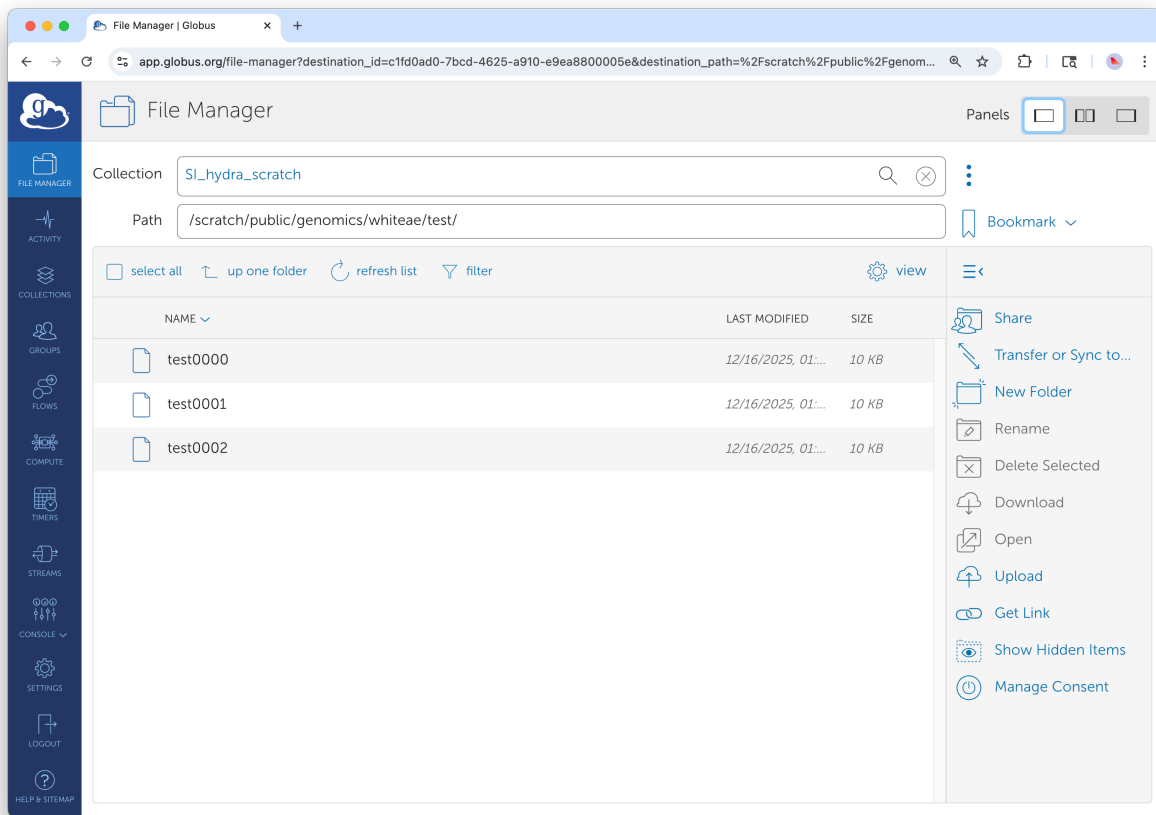 File Manager | Globus
app.globus.org/file-manager?destination_id=c1fd0ad0-7bcd-4625-a910-e9ea8800005e&destination_path=%2Fscratch%2Fpublic%2Fgenom...
g
File Manager
Panels
FILE MANAGER
ACTIVITY
COLLECTIONS
GROUPS
FLOWS
COMPUTE
TIMERS
STREAMS
CONSOLE
SETTINGS
LOGOUT
HELP & SITEMAP
Collection SI_hydra_scratch
Path /scratch/public/genomics/whiteae/test/
Bookmark
select all up one folder refresh list filter view
NAME LAST MODIFIED SIZE
test0000 12/16/2025, 01:... 10 KB
test0001 12/16/2025, 01:... 10 KB
test0002 12/16/2025, 01:... 10 KB
Share
Transfer or Sync to...
New Folder
Rename
Delete Selected
Download
Open
Upload
Get Link
Show Hidden Items
Manage Consent